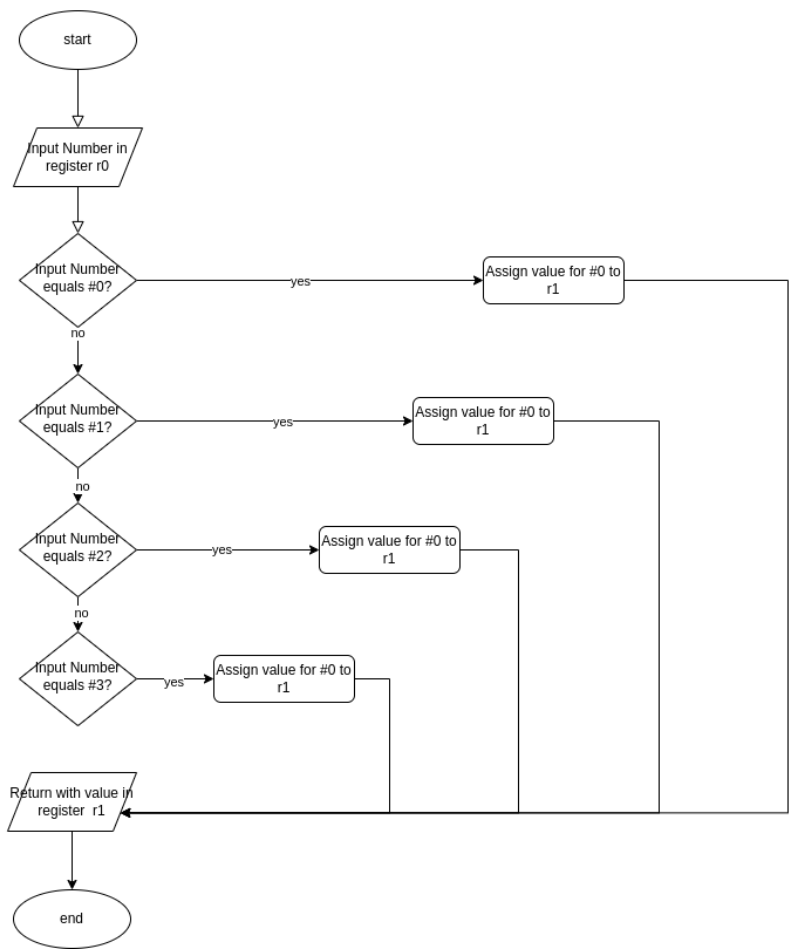 start
Input Number in
register r0
Input Number
equals #0?
yes
Assign value for #0 to
r1
no
Input Number
equals #1?
yes
Assign value for #0 to
r1
no
Input Number
equals #2?
yes
Assign value for #0 to
r1
no
Input Number
equals #3?
yes
Assign value for #0 to
r1
Return with value in
register r1
end